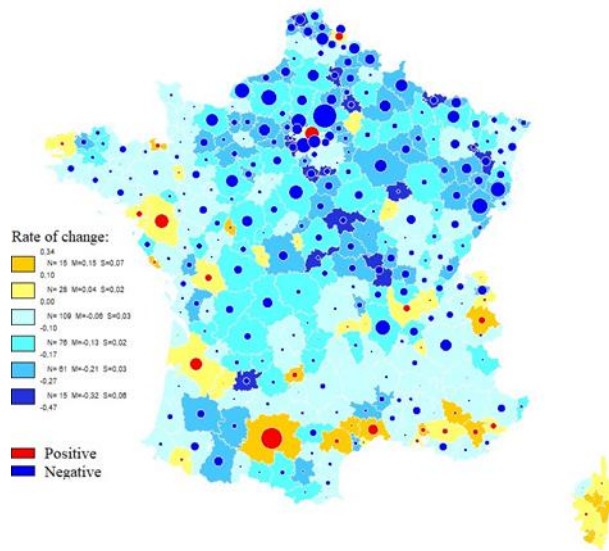 Rate of change:
0.34
N= 15 M=0.15 S=0.07
0.10
N= 28 M=0.04 S=0.02
0.00
N= 109 M=-0.06 S=0.03
-0.10
N= 76 M=-0.13 S=0.02
-0.17
N= 61 M=-0.21 S=0.03
-0.27
N= 15 M=-0.32 S=0.06
-0.47
Positive
Negative